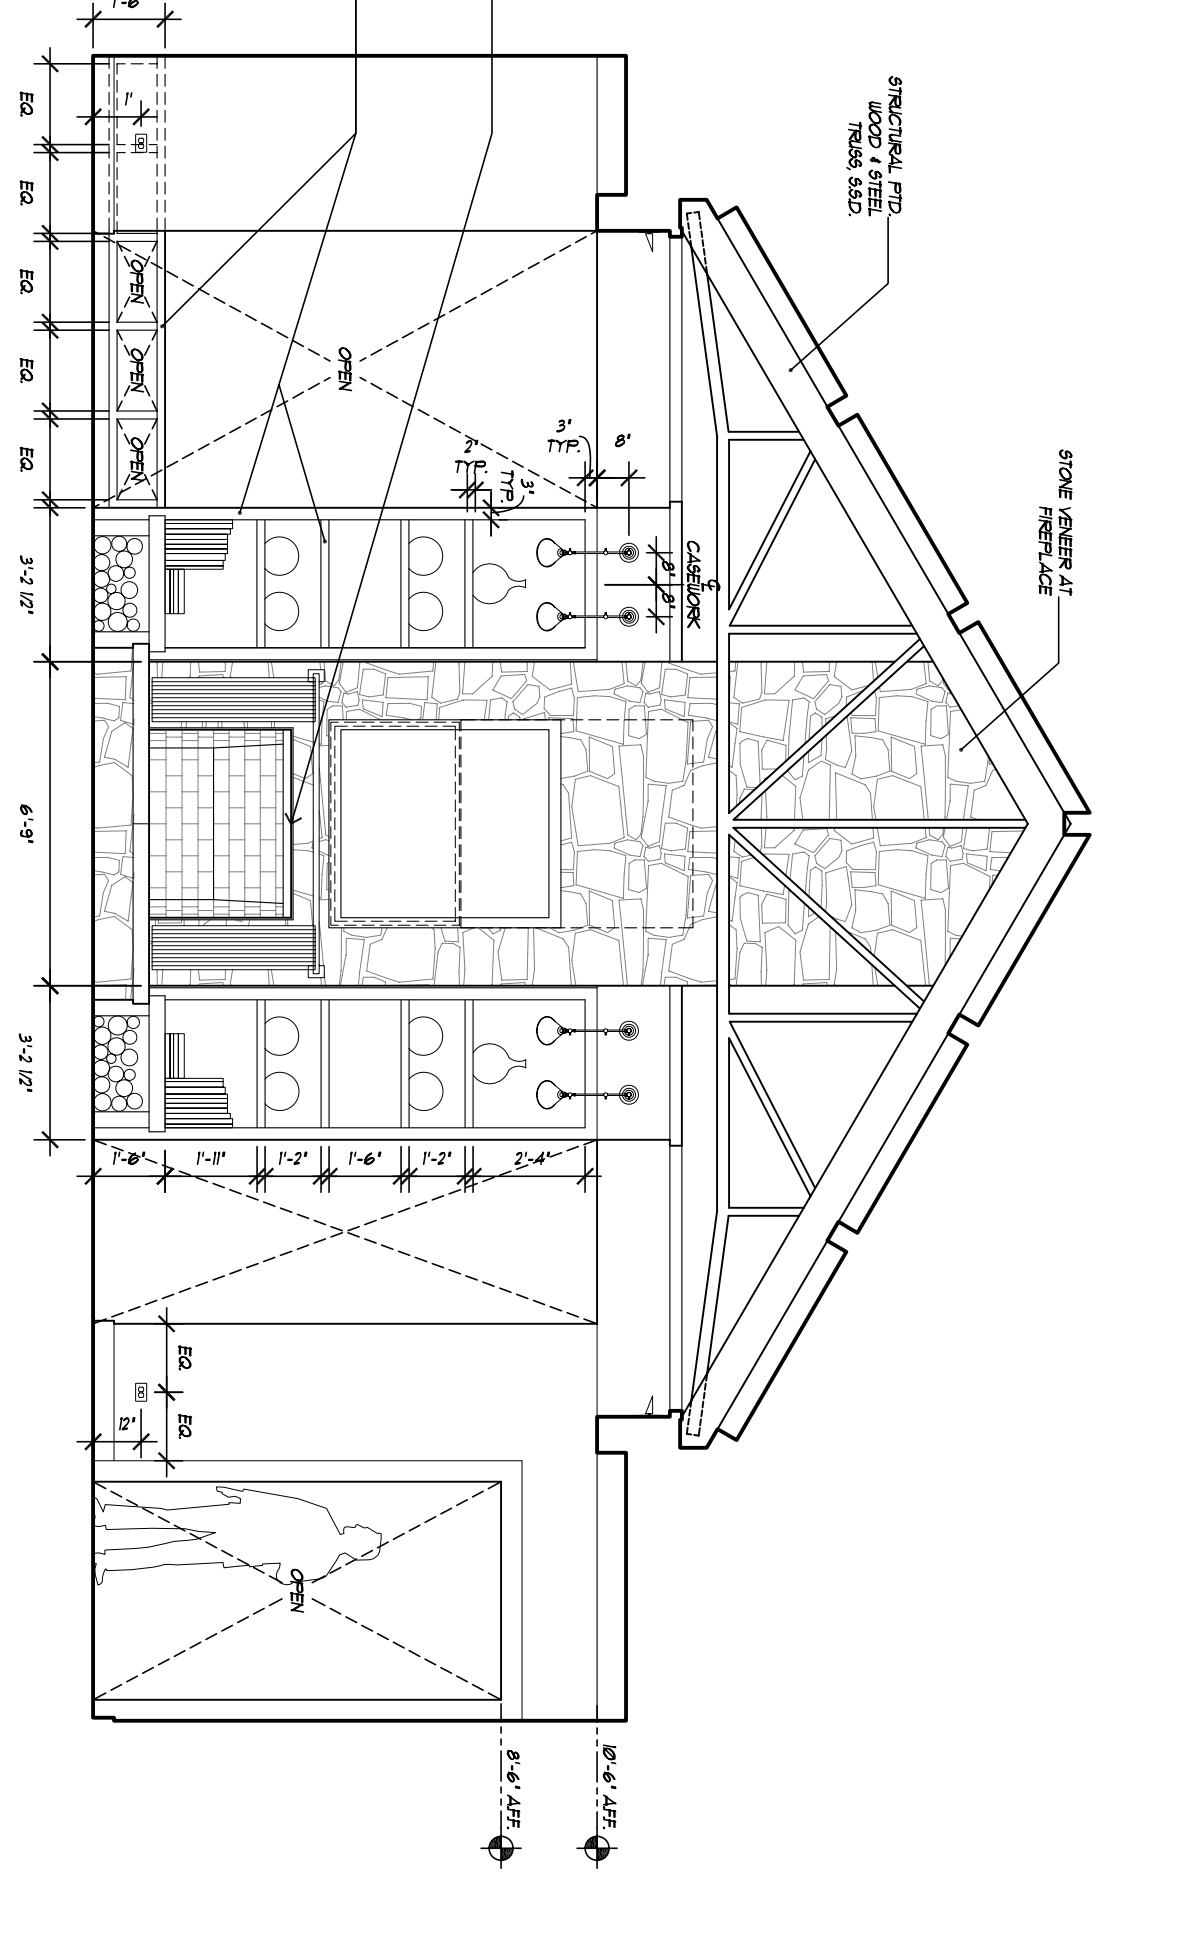 STRUCTURAL PTD.
WOOD & STEEL
TRUSS, S.S.D.
STONE VENEER AT
FIREPLACE
10'-6" A.F.F.
8'-6" A.F.F.
℄
CASEWORK
8"
8"
8"
3"
TYP.
2"
TYP.
3"
TYP.
OPEN
OPEN
OPEN
OPEN
OPEN
1'-6"
1'
1'-6"
1'-11"
1'-2"
1'-6"
1'-2"
2'-4"
EQ.
EQ.
12"
EQ.
EQ.
EQ.
EQ.
EQ.
3'-2 1/2"
6'-9"
3'-2 1/2"